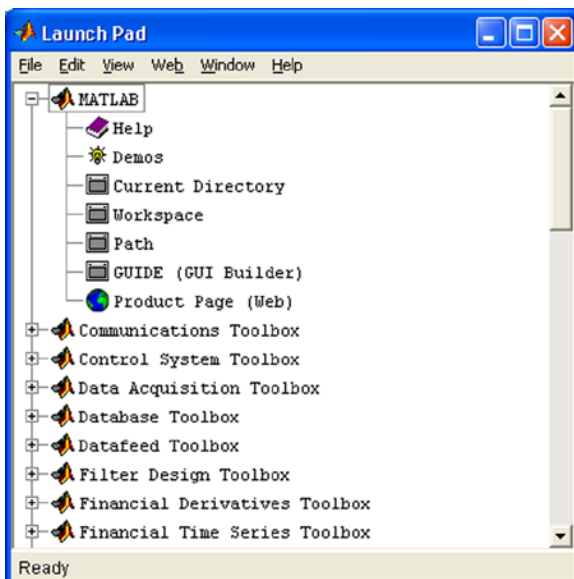 Launch Pad
File Edit View Web Window Help
MATLAB
Help
Demos
Current Directory
Workspace
Path
GUIDE (GUI Builder)
Product Page (Web)
Communications Toolbox
Control System Toolbox
Data Acquisition Toolbox
Database Toolbox
Datafeed Toolbox
Filter Design Toolbox
Financial Derivatives Toolbox
Financial Time Series Toolbox
Ready